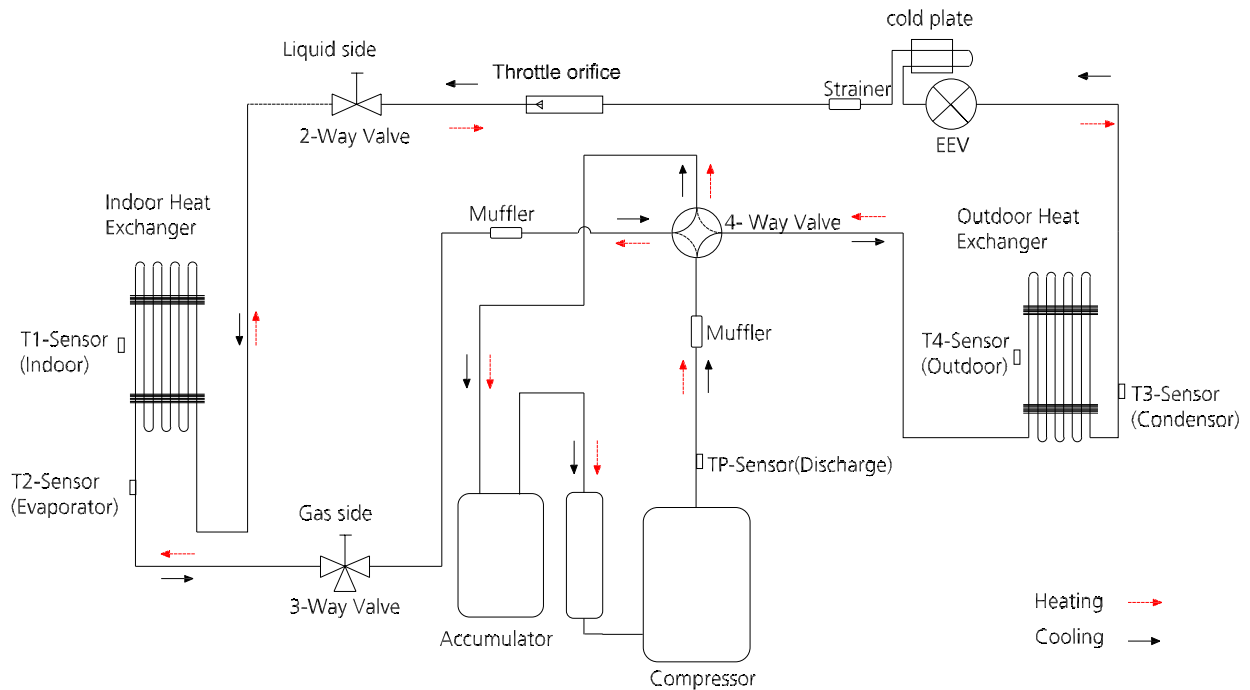 cold plate
Liquid side
Throttle orifice
Strainer
2-Way Valve
EEV
Indoor Heat
Exchanger
Muffler
4- Way Valve
Outdoor Heat
Exchanger
T1-Sensor
(Indoor)
Muffler
T4-Sensor
(Outdoor)
T3-Sensor
(Condensor)
TP-Sensor(Discharge)
T2-Sensor
(Evaporator)
Gas side
3-Way Valve
Accumulator
Compressor
Heating
Cooling